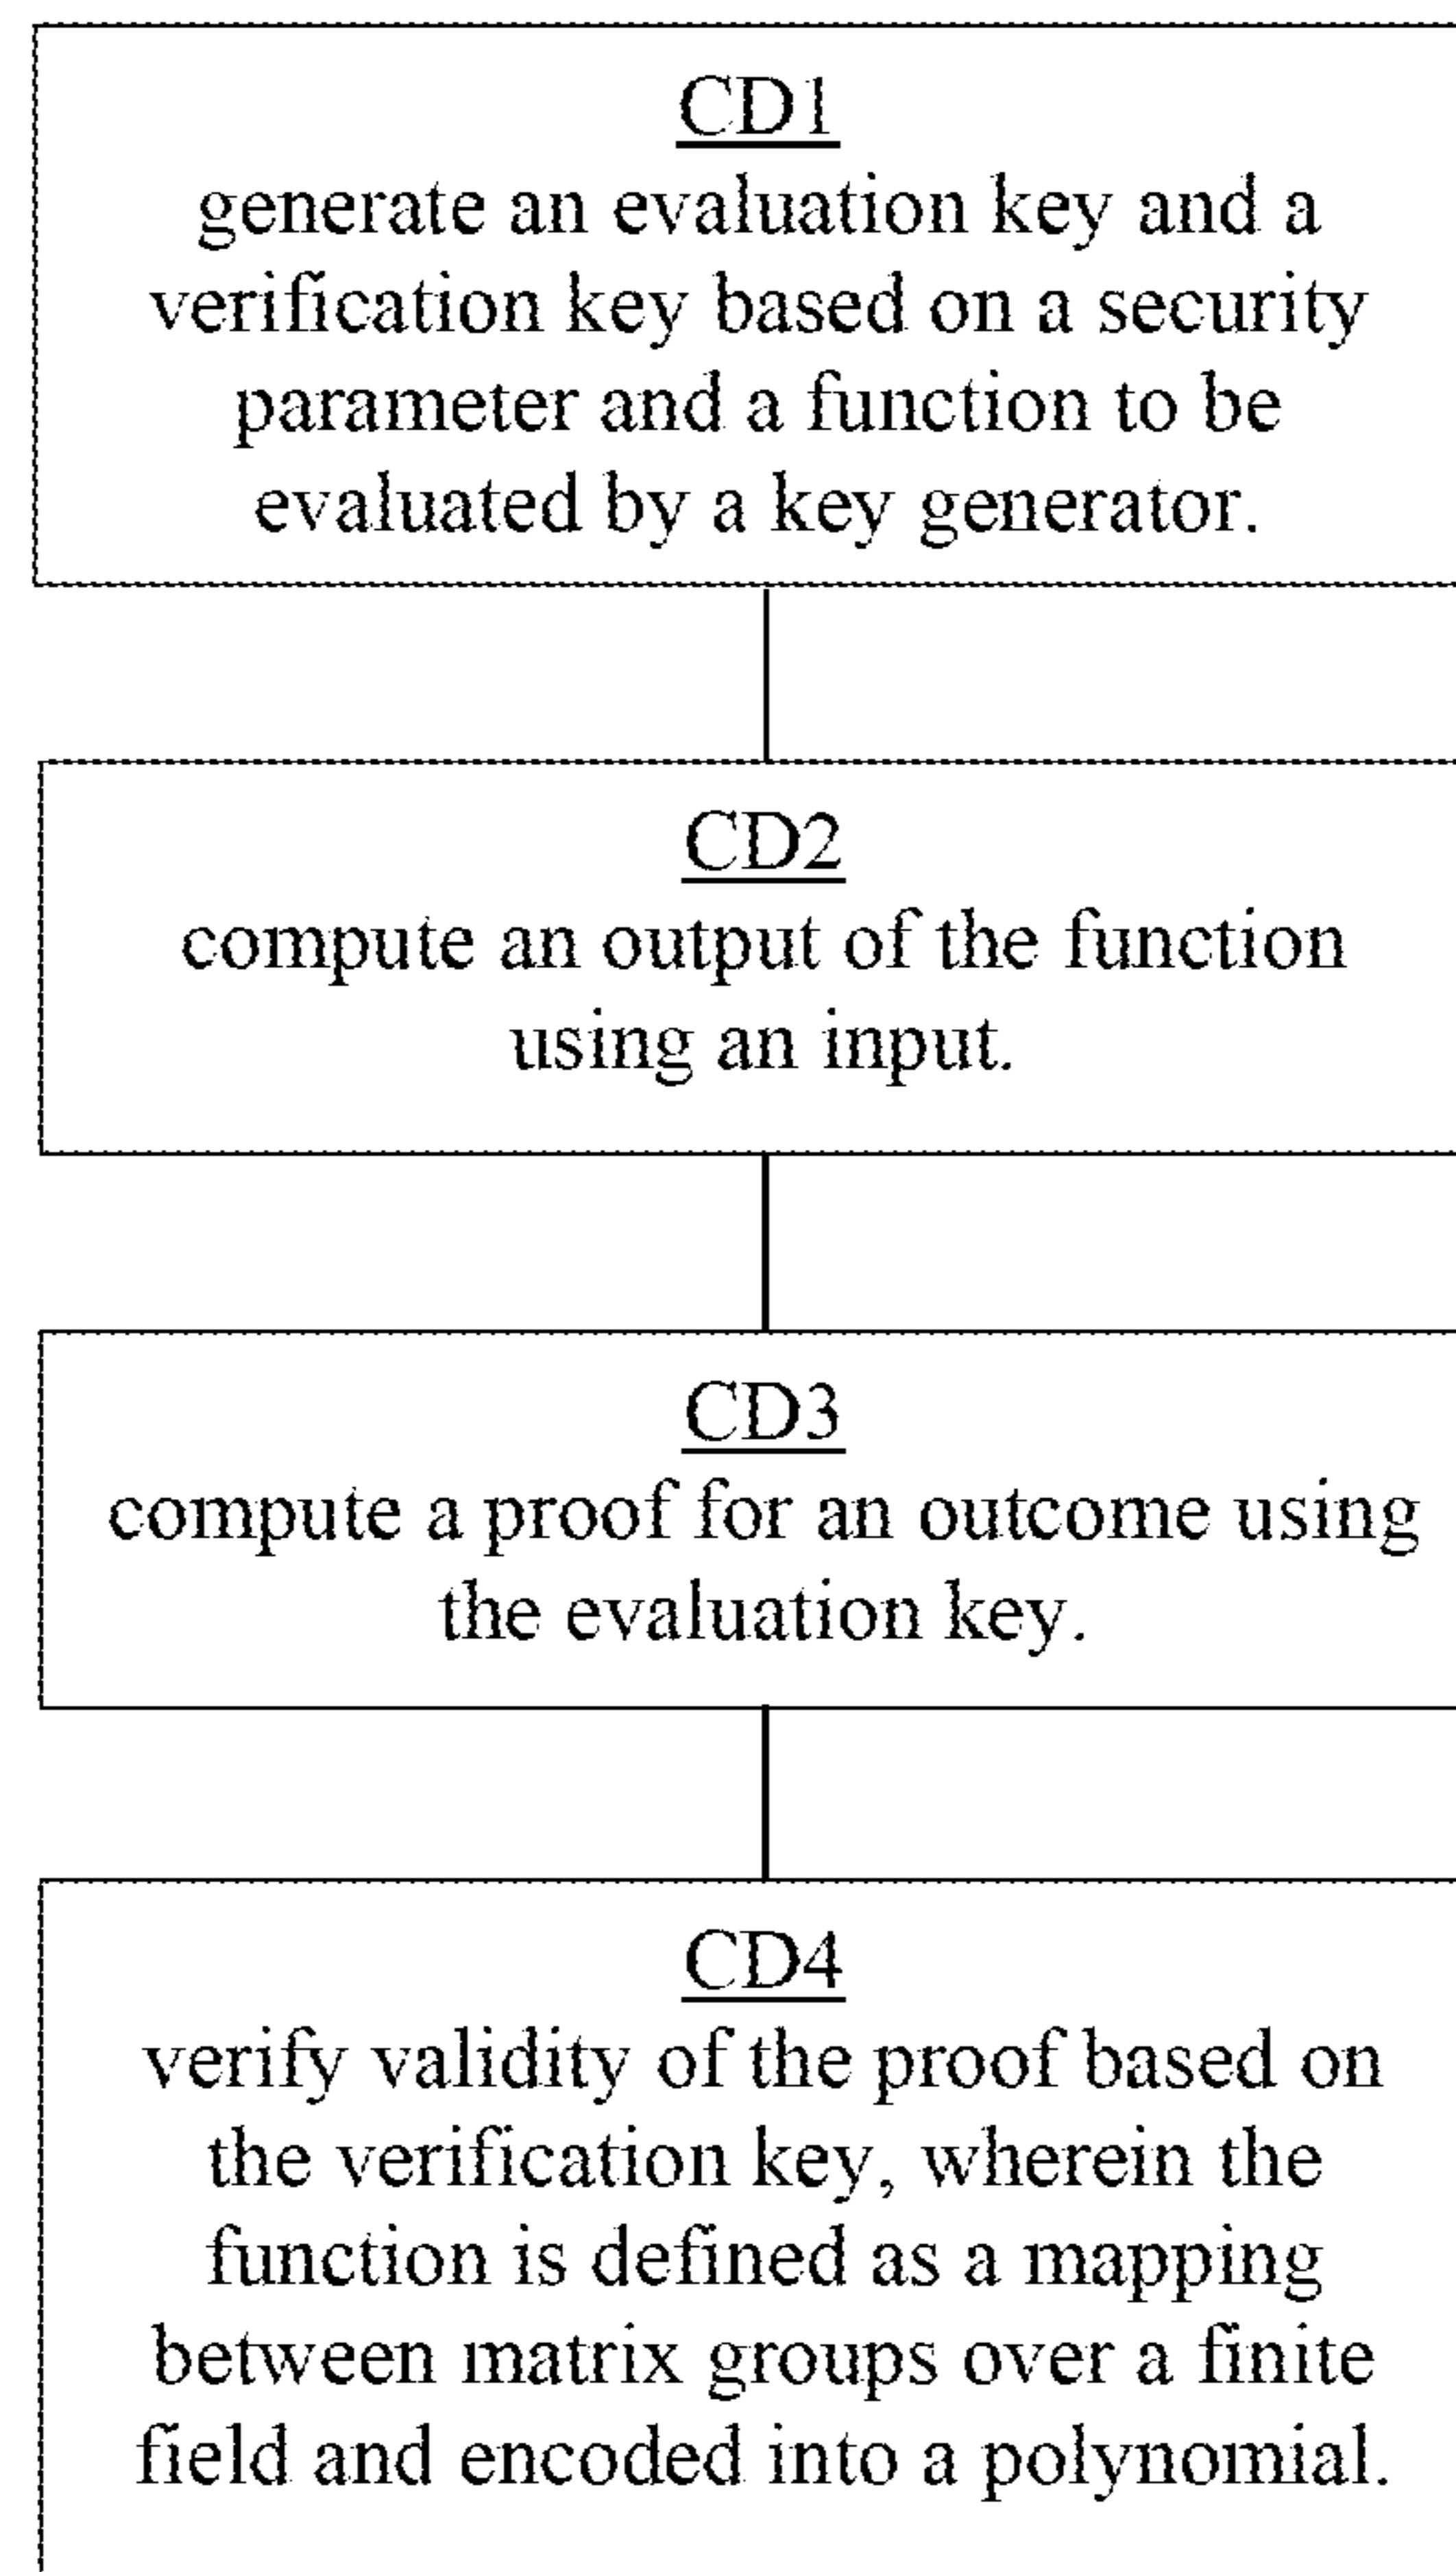 CD1
generate an evaluation key and a
verification key based on a security
parameter and a function to be
evaluated by a key generator.
CD2
compute an output of the function
using an input.
CD3
compute a proof for an outcome using
the evaluation key.
CD4
verify validity of the proof based on
the verification key, wherein the
function is defined as a mapping
between matrix groups over a finite
field and encoded into a polynomial.